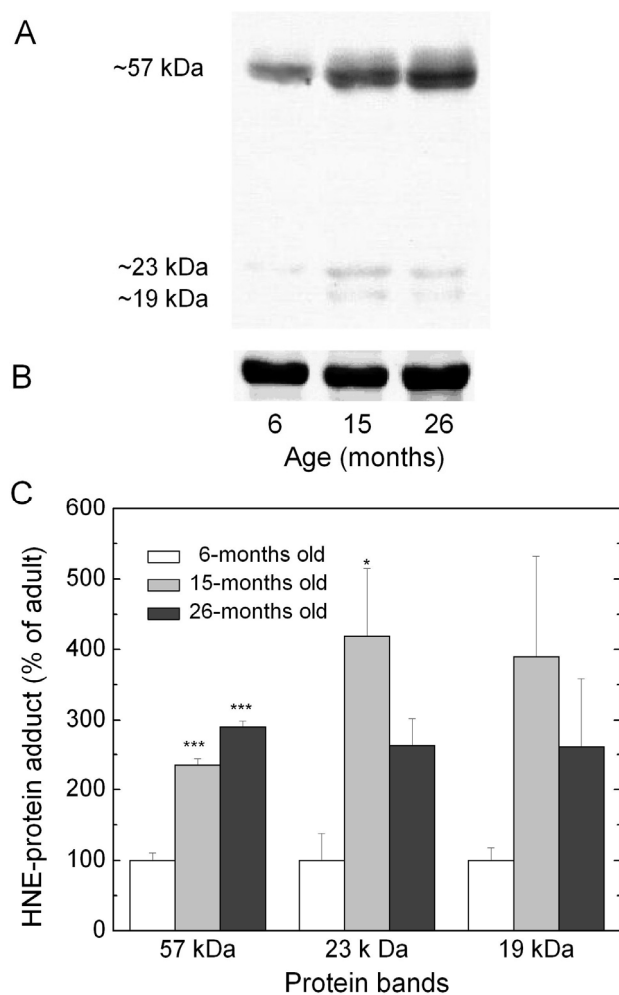 A
~57 kDa
~23 kDa
~19 kDa
B
6 15 26
Age (months)
C
HNE-protein adduct (% of adult)
600
500
400
300
200
100
0
6-months old
15-months old
26-months old
***
***
*
57 kDa 23 k Da 19 kDa
Protein bands